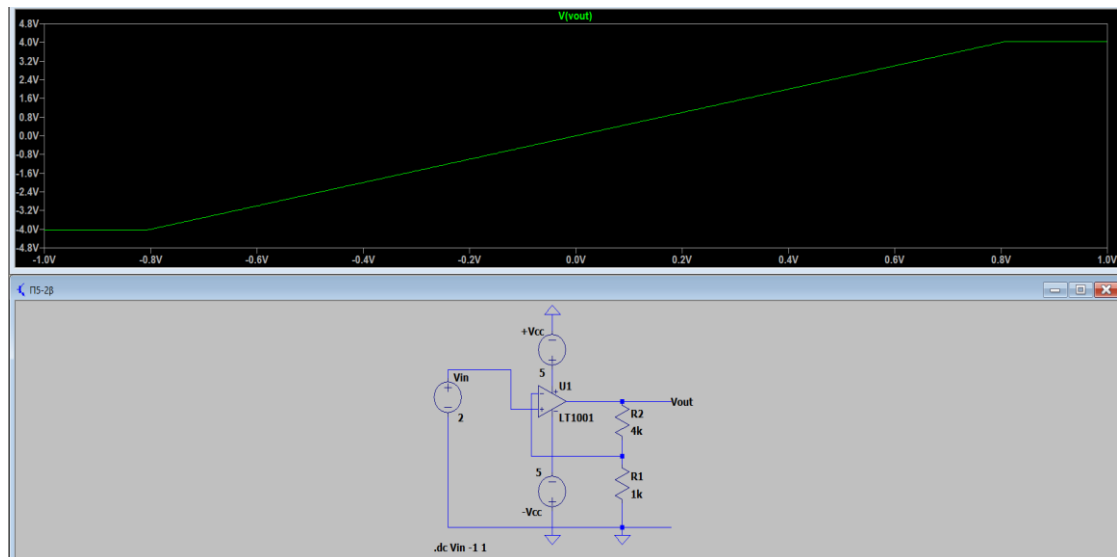 V(vout)
4.8V
4.0V
3.2V
2.4V
1.6V
0.8V
0.0V
-0.8V
-1.6V
-2.4V
-3.2V
-4.0V
-4.8V
-1.0V -0.8V -0.6V -0.4V -0.2V 0.0V 0.2V 0.4V 0.6V 0.8V 1.0V
Π5-2β
+Vcc
5
Vin
2
U1
LT1001
Vout
R2
4k
R1
1k
5
-Vcc
.dc Vin -1 1